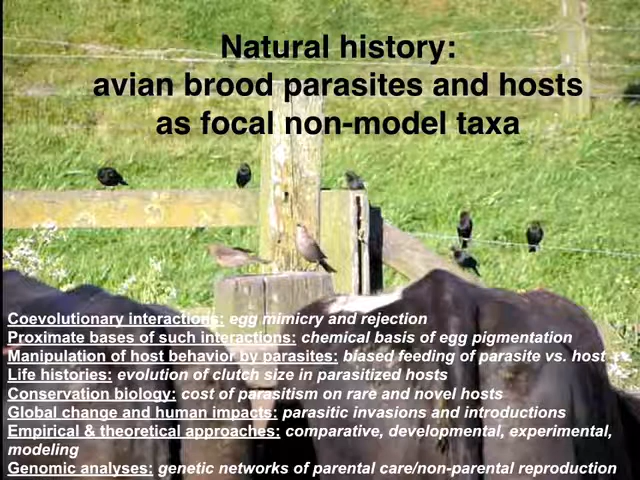 Natural history:
avian brood parasites and hosts
as focal non-model taxa
Coevolutionary interactions: egg mimicry and rejection
Proximate bases of such interactions: chemical basis of egg pigmentation
Manipulation of host behavior by parasites: biased feeding of parasite vs. host
Life histories: evolution of clutch size in parasitized hosts
Conservation biology: cost of parasitism on rare and novel hosts
Global change and human impacts: parasitic invasions and introductions
Empirical & theoretical approaches: comparative, developmental, experimental,
modeling
Genomic analyses: genetic networks of parental care/non-parental reproduction